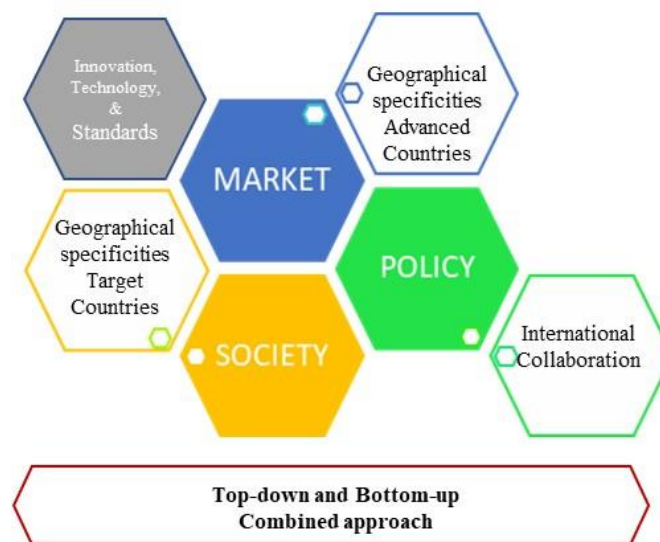 Innovation,
Technology,
&
Standards
Geographical
specificities
Advanced
Countries
MARKET
Geographical
specificities
Target
Countries
POLICY
SOCIETY
International
Collaboration
Top-down and Bottom-up
Combined approach